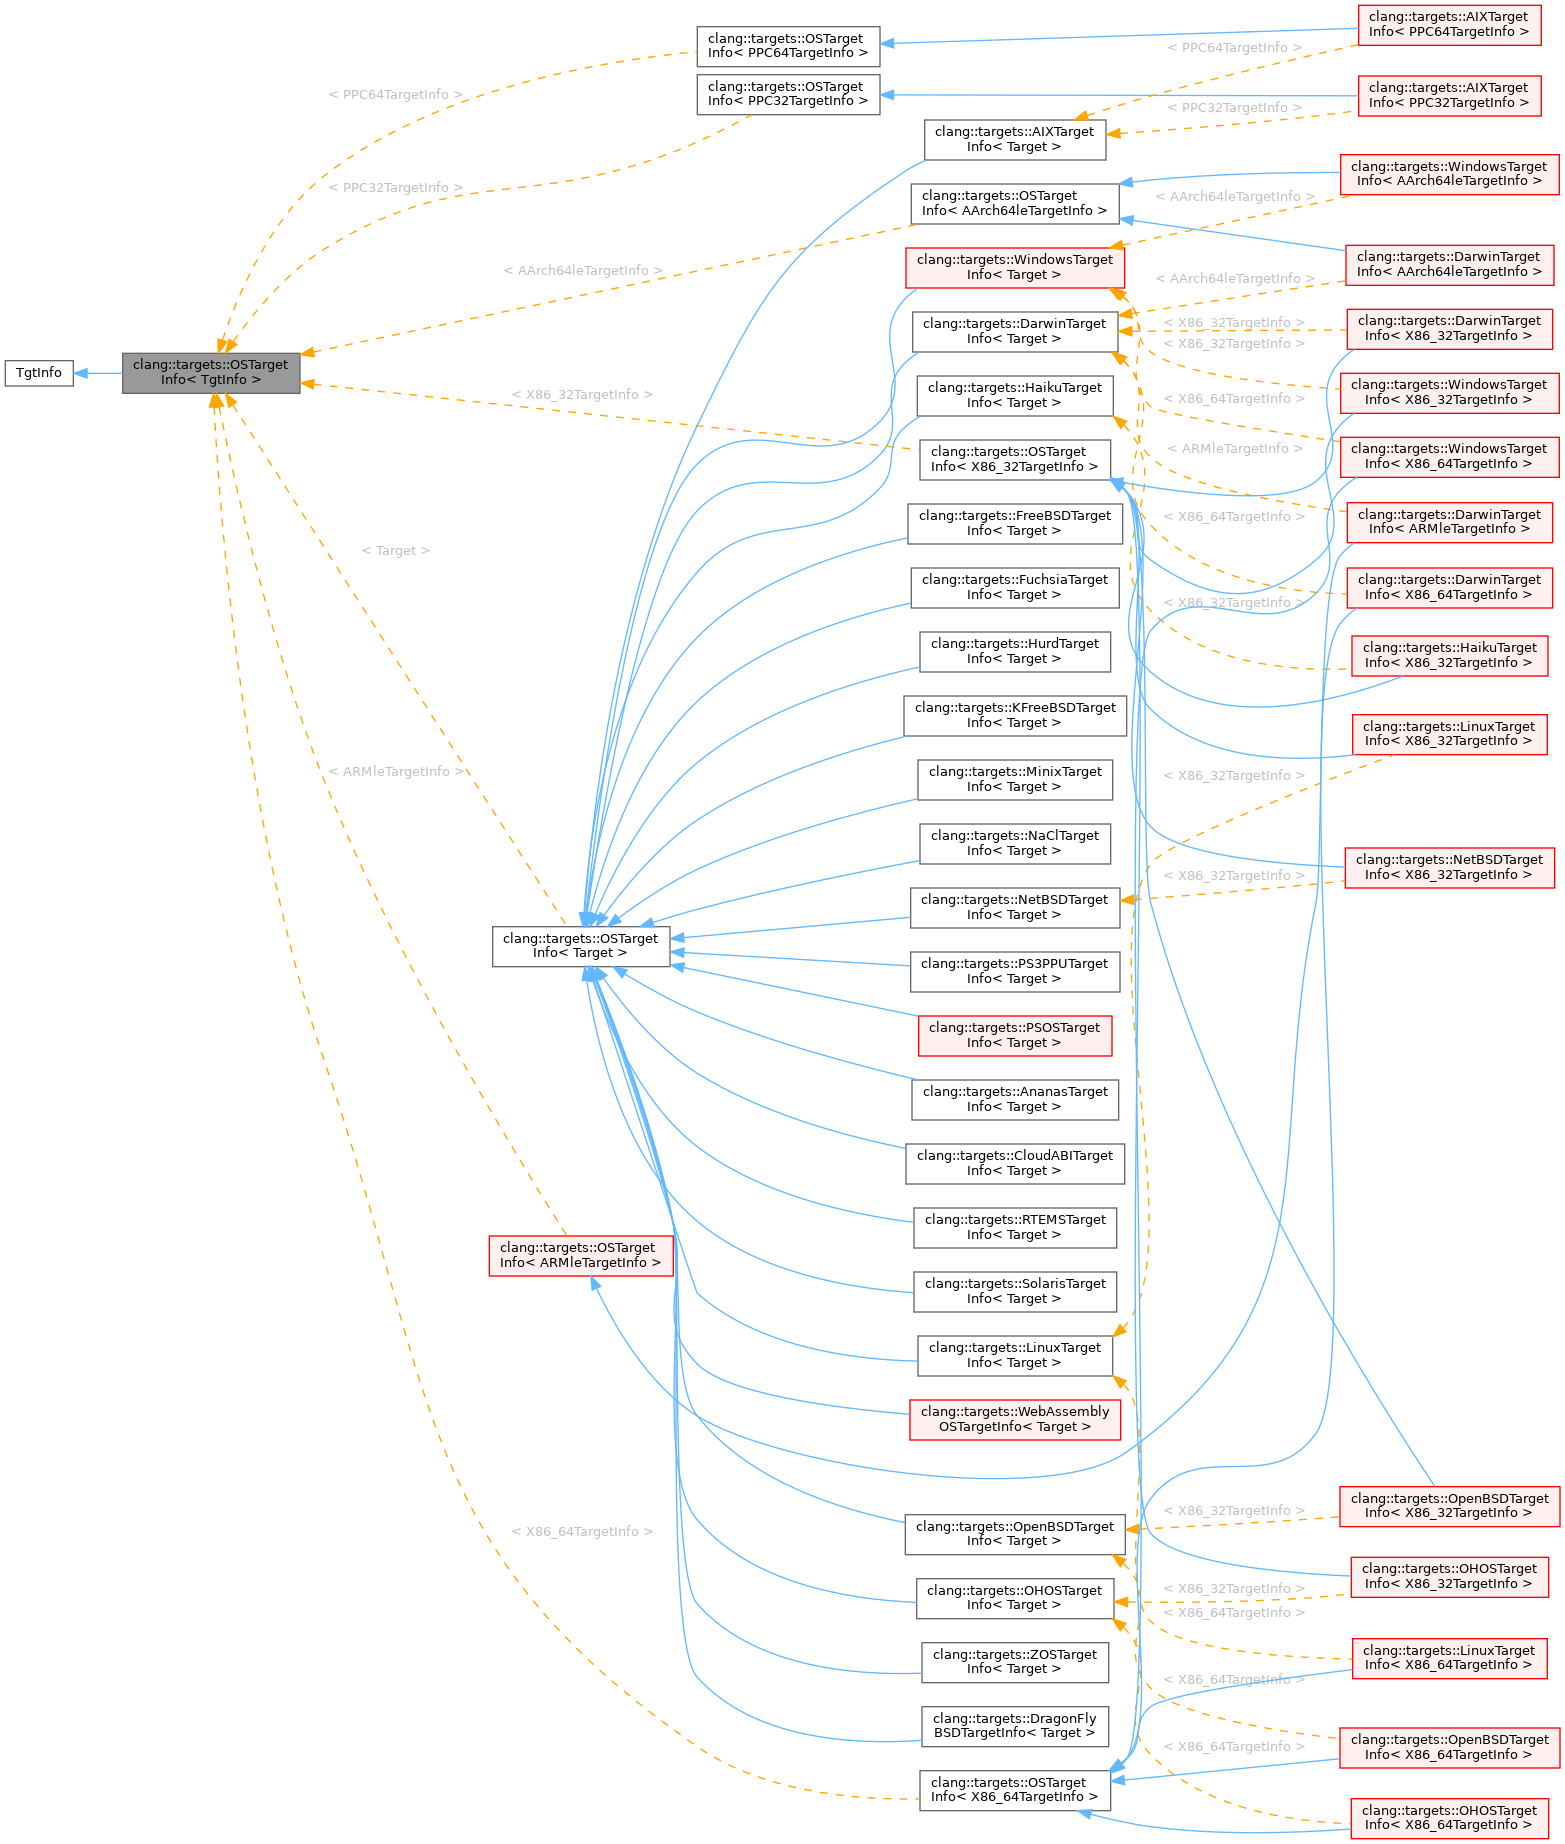 TgtInfo
clang::targets::OSTarget
Info< TgtInfo >
< PPC64TargetInfo >
< PPC32TargetInfo >
< AArch64leTargetInfo >
< X86_32TargetInfo >
< Target >
< ARMleTargetInfo >
< X86_64TargetInfo >
clang::targets::OSTarget
Info< Target >
clang::targets::OSTarget
Info< ARMleTargetInfo >
clang::targets::OSTarget
Info< PPC64TargetInfo >
clang::targets::OSTarget
Info< PPC32TargetInfo >
clang::targets::AIXTarget
Info< Target >
clang::targets::OSTarget
Info< AArch64leTargetInfo >
clang::targets::WindowsTarget
Info< Target >
clang::targets::DarwinTarget
Info< Target >
clang::targets::HaikuTarget
Info< Target >
clang::targets::OSTarget
Info< X86_32TargetInfo >
clang::targets::FreeBSDTarget
Info< Target >
clang::targets::FuchsiaTarget
Info< Target >
clang::targets::HurdTarget
Info< Target >
clang::targets::KFreeBSDTarget
Info< Target >
clang::targets::MinixTarget
Info< Target >
clang::targets::NaClTarget
Info< Target >
clang::targets::NetBSDTarget
Info< Target >
clang::targets::PS3PPUTarget
Info< Target >
clang::targets::PSOSTarget
Info< Target >
clang::targets::AnanasTarget
Info< Target >
clang::targets::CloudABITarget
Info< Target >
clang::targets::RTEMSTarget
Info< Target >
clang::targets::SolarisTarget
Info< Target >
clang::targets::LinuxTarget
Info< Target >
clang::targets::WebAssembly
OSTargetInfo< Target >
clang::targets::OpenBSDTarget
Info< Target >
clang::targets::OHOSTarget
Info< Target >
clang::targets::ZOSTarget
Info< Target >
clang::targets::DragonFly
BSDTargetInfo< Target >
clang::targets::OSTarget
Info< X86_64TargetInfo >
< PPC64TargetInfo >
< PPC32TargetInfo >
< AArch64leTargetInfo >
< AArch64leTargetInfo >
< X86_32TargetInfo >
< X86_32TargetInfo >
< X86_64TargetInfo >
< ARMleTargetInfo >
< X86_64TargetInfo >
< X86_32TargetInfo >
< X86_32TargetInfo >
< X86_32TargetInfo >
< X86_32TargetInfo >
< X86_32TargetInfo >
< X86_64TargetInfo >
< X86_64TargetInfo >
< X86_64TargetInfo >
clang::targets::AIXTarget
Info< PPC64TargetInfo >
clang::targets::AIXTarget
Info< PPC32TargetInfo >
clang::targets::WindowsTarget
Info< AArch64leTargetInfo >
clang::targets::DarwinTarget
Info< AArch64leTargetInfo >
clang::targets::DarwinTarget
Info< X86_32TargetInfo >
clang::targets::WindowsTarget
Info< X86_32TargetInfo >
clang::targets::WindowsTarget
Info< X86_64TargetInfo >
clang::targets::DarwinTarget
Info< ARMleTargetInfo >
clang::targets::DarwinTarget
Info< X86_64TargetInfo >
clang::targets::HaikuTarget
Info< X86_32TargetInfo >
clang::targets::LinuxTarget
Info< X86_32TargetInfo >
clang::targets::NetBSDTarget
Info< X86_32TargetInfo >
clang::targets::OpenBSDTarget
Info< X86_32TargetInfo >
clang::targets::OHOSTarget
Info< X86_32TargetInfo >
clang::targets::LinuxTarget
Info< X86_64TargetInfo >
clang::targets::OpenBSDTarget
Info< X86_64TargetInfo >
clang::targets::OHOSTarget
Info< X86_64TargetInfo >